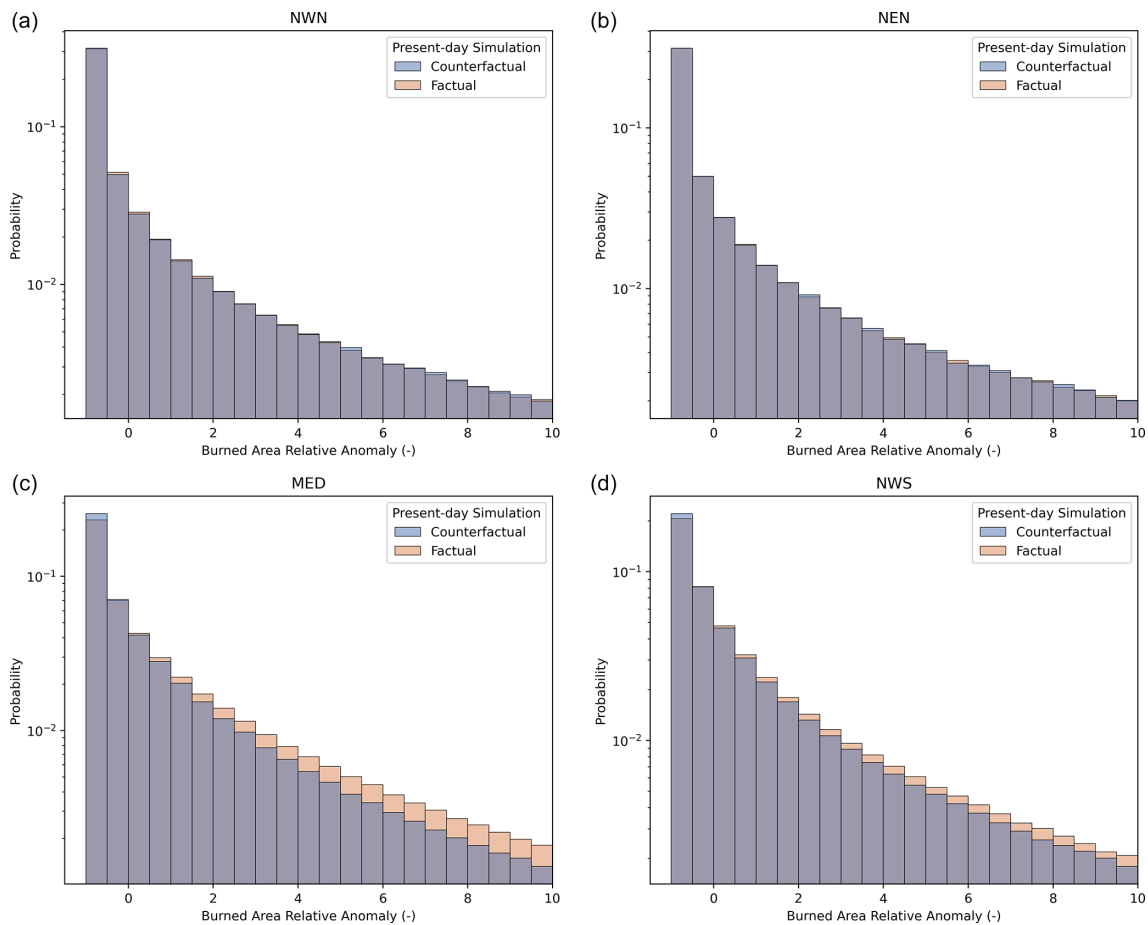 (a)
NWN
Present-day Simulation
Counterfactual
Factual
10⁻¹
10⁻²
Probability
0 2 4 6 8 10
Burned Area Relative Anomaly (-)
(b)
NEN
Present-day Simulation
Counterfactual
Factual
10⁻¹
10⁻²
Probability
0 2 4 6 8 10
Burned Area Relative Anomaly (-)
(c)
MED
Present-day Simulation
Counterfactual
Factual
10⁻¹
10⁻²
Probability
0 2 4 6 8 10
Burned Area Relative Anomaly (-)
(d)
NWS
Present-day Simulation
Counterfactual
Factual
10⁻¹
10⁻²
Probability
0 2 4 6 8 10
Burned Area Relative Anomaly (-)